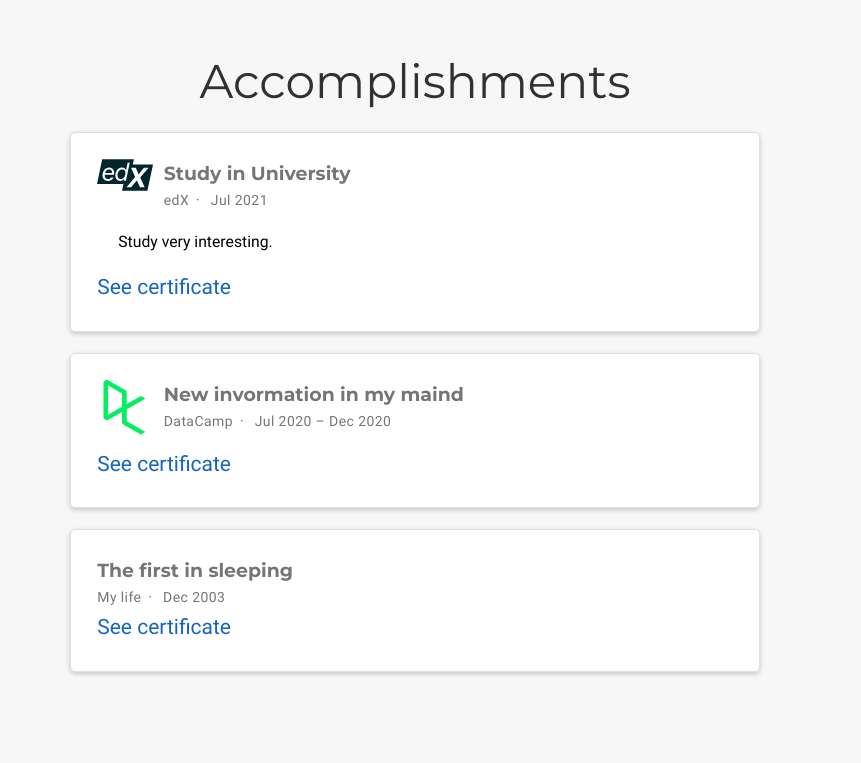 Accomplishments
edX
Study in University
edX · Jul 2021
Study very interesting.
See certificate
New invormation in my maind
DataCamp · Jul 2020 – Dec 2020
See certificate
The first in sleeping
My life · Dec 2003
See certificate